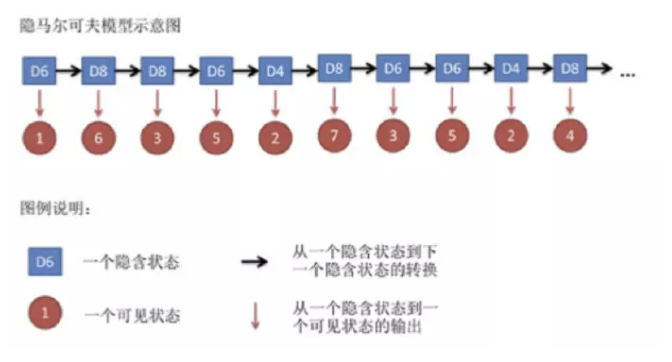 隐马尔可夫模型示意图
D6 D8 D8 D6 D4 D8 D6 D6 D4 D8 ...
1 6 3 5 2 7 3 5 2 4
图例说明：
D6 一个隐含状态 从一个隐含状态到下
一个隐含状态的转换
1 一个可见状态 从一个隐含状态到一
个可见状态的输出